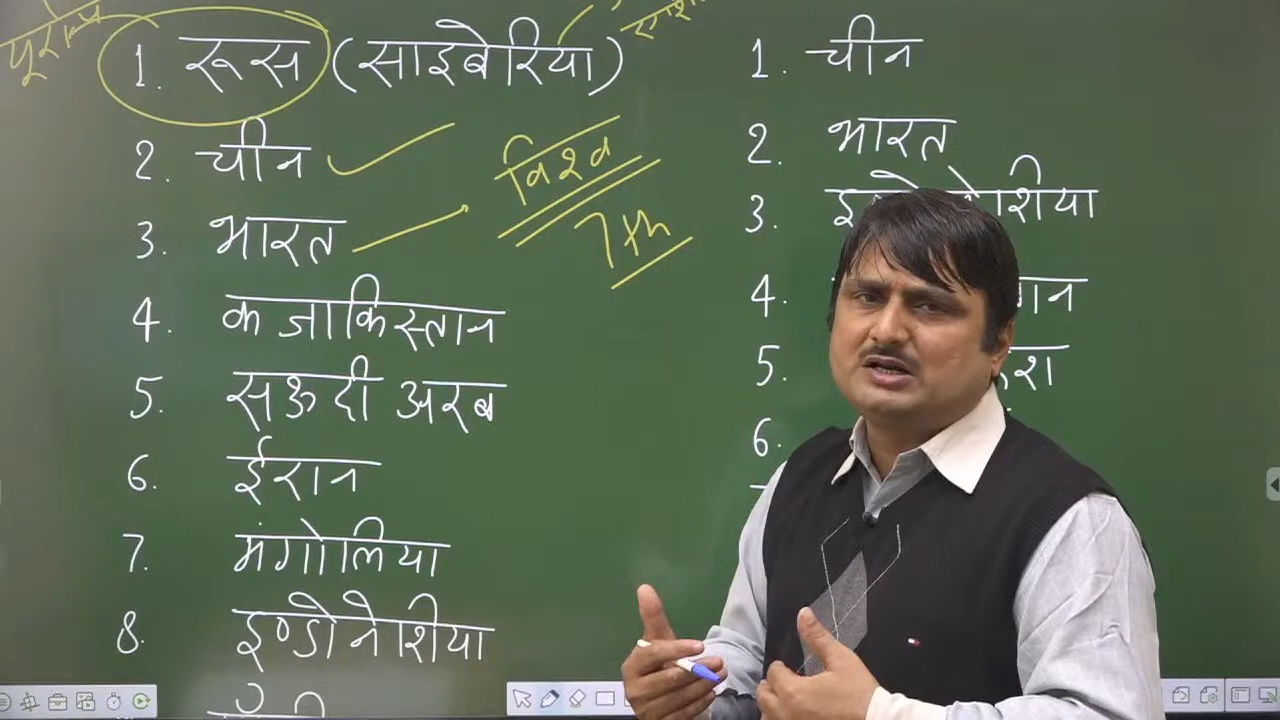 1. रूस (साइबेरिया)
2. चीन
3. भारत
4. कजाकिस्तान
5. सऊदी अरब
6. ईरान
7. मंगोलिया
8. इण्डोनेशिया
विश्व
7th
1. चीन
2. भारत
3. इण्डोनेशिया
4.
5.
6.